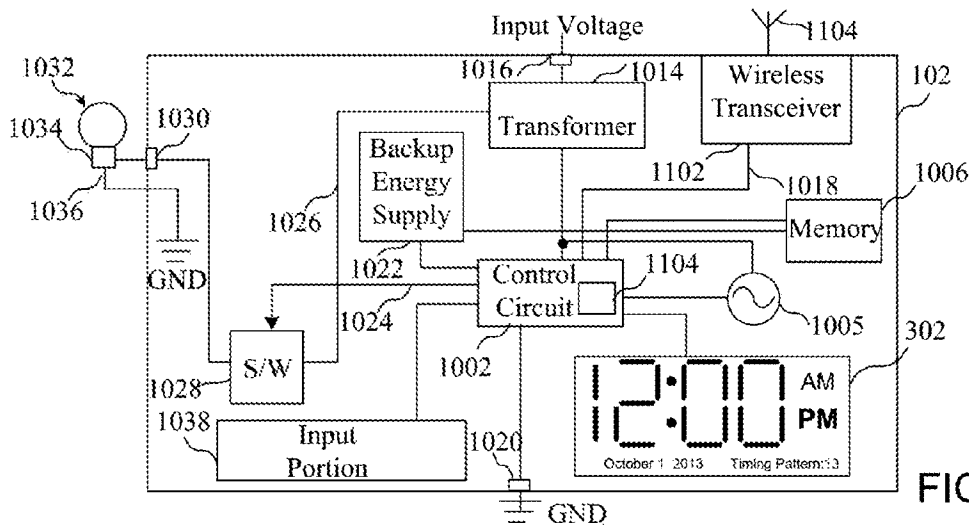 Input Voltage
1104
1032
1016
1014
Wireless
Transceiver
102
1034
1030
Transformer
Backup
Energy
Supply
1102
1018
1006
1036
1026
Memory
GND
1022
Control
Circuit
1104
1024
1005
S/W
1002
302
1028
12:00
AM
PM
1038
Input
Portion
1020
October 1 2013
Timing Pattern:13
FIG
GND